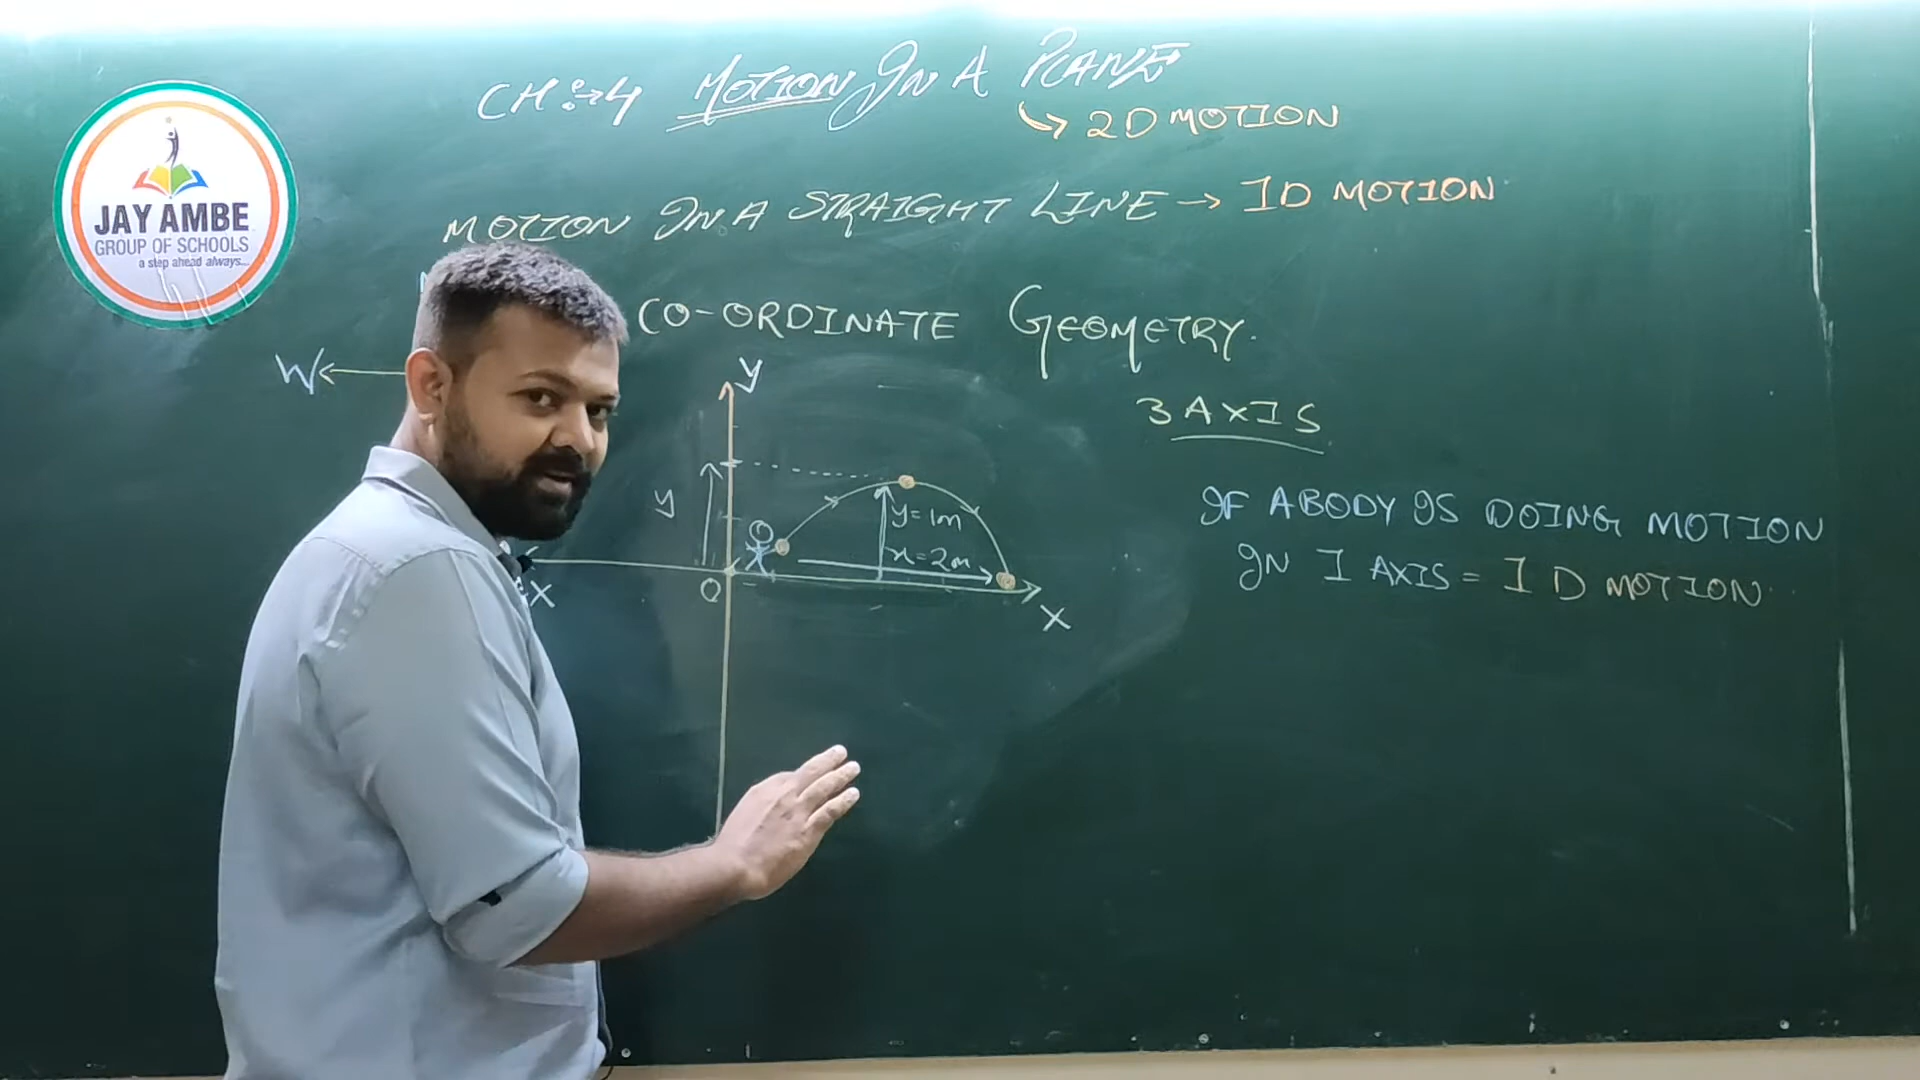 CH:→4 MOTION IN A PLANE
↳ 2D MOTION
JAY AMBE
GROUP OF SCHOOLS
a step ahead always...
MOTION IN A STRAIGHT LINE → 1D MOTION
CO-ORDINATE GEOMETRY.
W
y
3 AXIS
y
y=1m
x=2m
O
X
X
IF A BODY IS DOING MOTION
IN 1 AXIS = 1 D MOTION